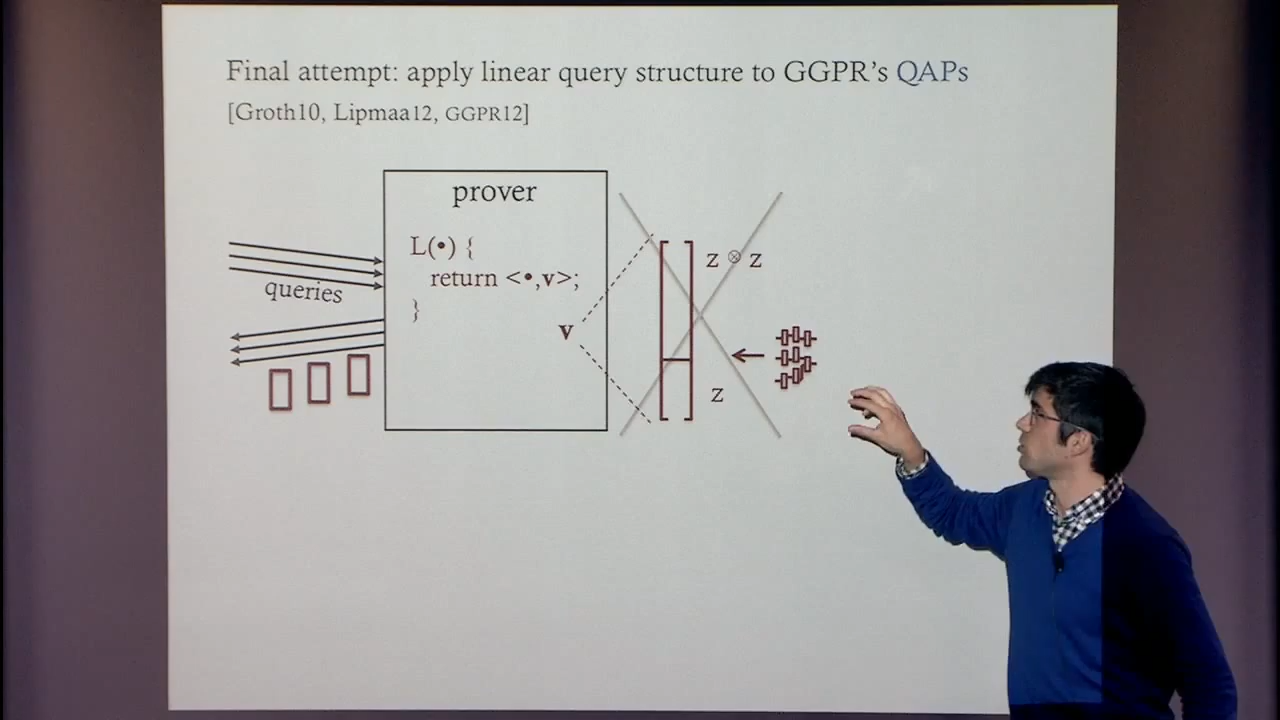 Final attempt: apply linear query structure to GGPR's QAPs
[Groth10, Lipmaa12, GGPR12]
prover
L(•) {
return <•,v>;
}
queries
v
z ⊗ z
z